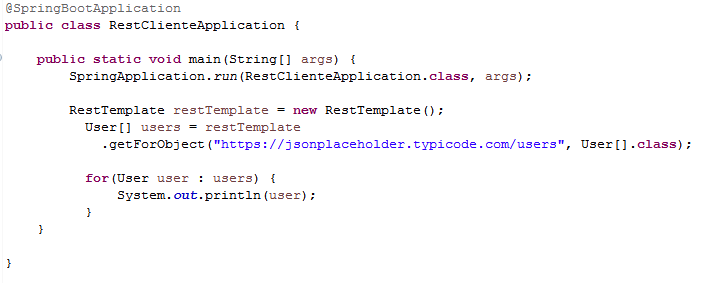 @SpringBootApplication
public class RestClienteApplication {
public static void main(String[] args) {
SpringApplication.run(RestClienteApplication.class, args);
RestTemplate restTemplate = new RestTemplate();
User[] users = restTemplate
.getForObject("https://jsonplaceholder.typicode.com/users", User[].class);
for(User user : users) {
System.out.println(user);
}
}
}